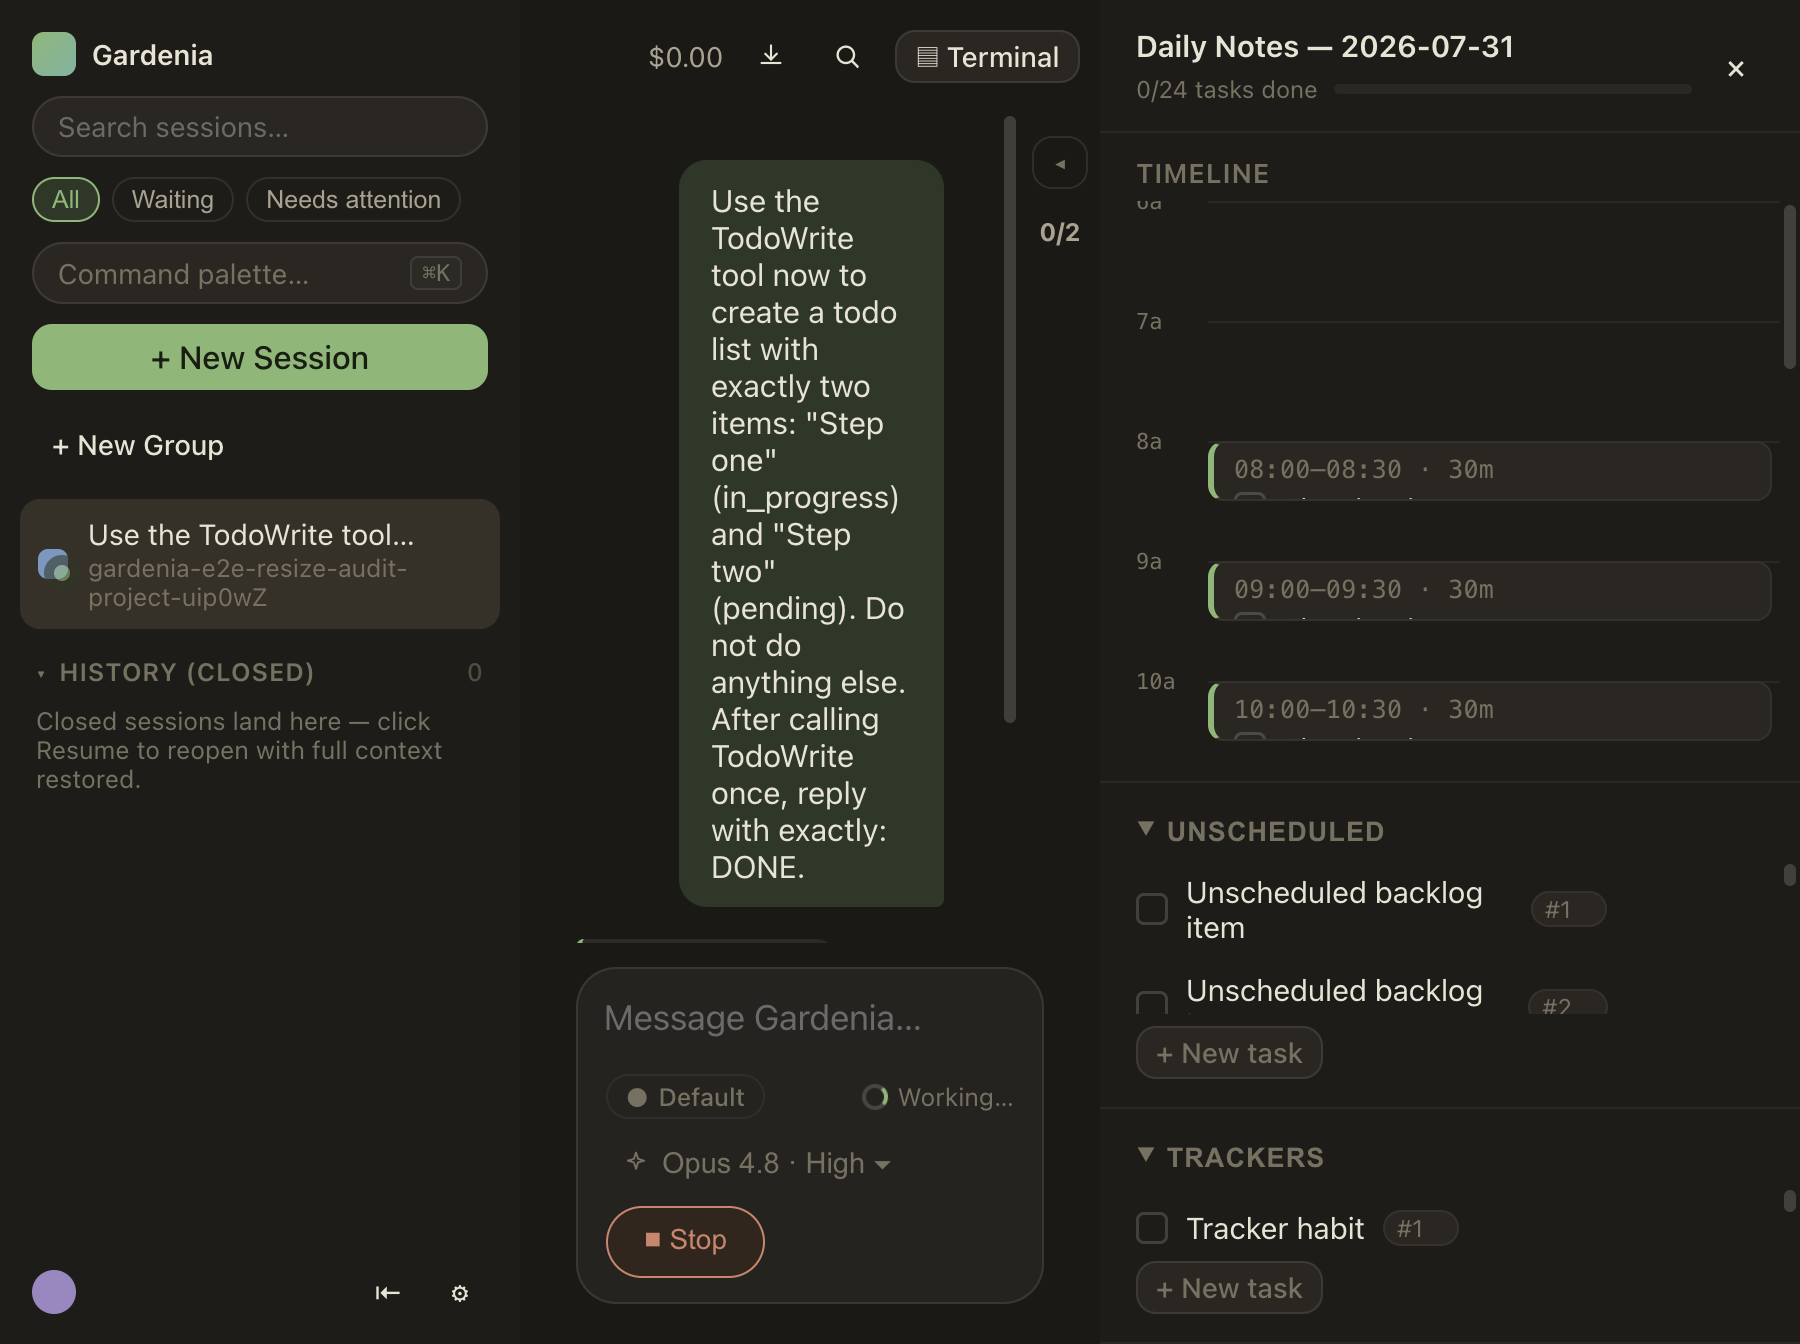 Gardenia
Search sessions...
All
Waiting
Needs attention
Command palette...
⌘K
+ New Session
+ New Group
Use the TodoWrite tool...
gardenia-e2e-resize-audit-
project-uip0wZ
▾ HISTORY (CLOSED) 0
Closed sessions land here — click
Resume to reopen with full context
restored.
$0.00
Terminal
0/2
Use the
TodoWrite
tool now to
create a todo
list with
exactly two
items: "Step
one"
(in_progress)
and "Step
two"
(pending). Do
not do
anything else.
After calling
TodoWrite
once, reply
with exactly:
DONE.
Message Gardenia...
Default
Working...
Opus 4.8 · High
Stop
Daily Notes — 2026-07-31
0/24 tasks done
TIMELINE
6a
7a
8a
08:00–08:30 · 30m
9a
09:00–09:30 · 30m
10a
10:00–10:30 · 30m
▼ UNSCHEDULED
Unscheduled backlog
item
#1
Unscheduled backlog
#2
+ New task
▼ TRACKERS
Tracker habit
#1
+ New task